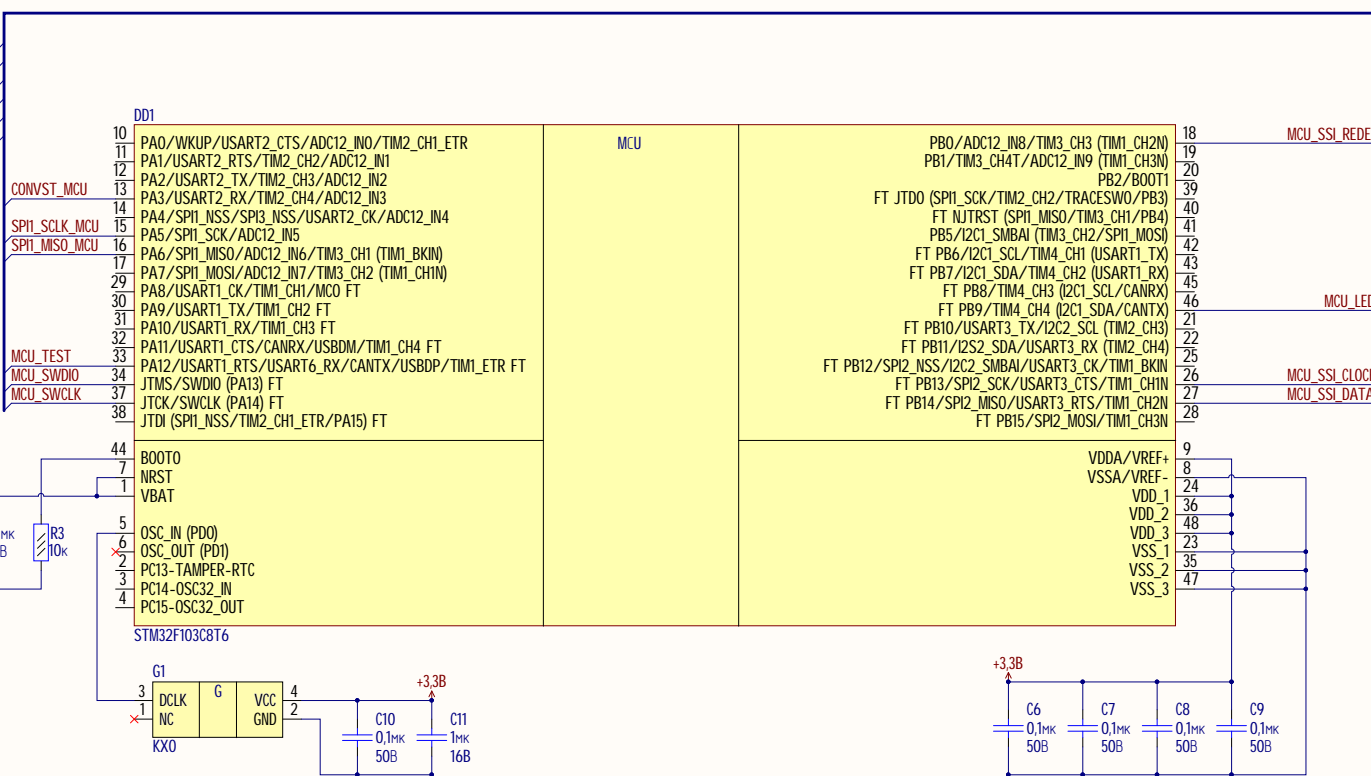 DD1
MCU
10 PA0/WKUP/USART2_CTS/ADC12_IN0/TIM2_CH1_ETR
11 PA1/USART2_RTS/TIM2_CH2/ADC12_IN1
12 PA2/USART2_TX/TIM2_CH3/ADC12_IN2
CONVST_MCU 13 PA3/USART2_RX/TIM2_CH4/ADC12_IN3
14 PA4/SPI1_NSS/SPI3_NSS/USART2_CK/ADC12_IN4
SPI1_SCLK_MCU 15 PA5/SPI1_SCK/ADC12_IN5
SPI1_MISO_MCU 16 PA6/SPI1_MISO/ADC12_IN6/TIM3_CH1 (TIM1_BKIN)
17 PA7/SPI1_MOSI/ADC12_IN7/TIM3_CH2 (TIM1_CH1N)
29 PA8/USART1_CK/TIM1_CH1/MCO FT
30 PA9/USART1_TX/TIM1_CH2 FT
31 PA10/USART1_RX/TIM1_CH3 FT
32 PA11/USART1_CTS/CANRX/USBDM/TIM1_CH4 FT
MCU_TEST 33 PA12/USART1_RTS/USART6_RX/CANTX/USBDP/TIM1_ETR FT
MCU_SWDIO 34 JTMS/SWDIO (PA13) FT
MCU_SWCLK 37 JTCK/SWCLK (PA14) FT
38 JTDI (SPI1_NSS/TIM2_CH1_ETR/PA15) FT
44 BOOT0
7 NRST
1 VBAT
5 OSC_IN (PD0)
6 OSC_OUT (PD1)
2 PC13-TAMPER-RTC
3 PC14-OSC32_IN
4 PC15-OSC32_OUT
STM32F103C8T6
PB0/ADC12_IN8/TIM3_CH3 (TIM1_CH2N) 18 MCU_SSI_REDE
PB1/TIM3_CH4T/ADC12_IN9 (TIM1_CH3N) 19
PB2/BOOT1 20
FT JTDO (SPI1_SCK/TIM2_CH2/TRACESWO/PB3) 39
FT NJTRST (SPI1_MISO/TIM3_CH1/PB4) 40
PB5/I2C1_SMBAI (TIM3_CH2/SPI1_MOSI) 41
FT PB6/I2C1_SCL/TIM4_CH1 (USART1_TX) 42
FT PB7/I2C1_SDA/TIM4_CH2 (USART1_RX) 43
FT PB8/TIM4_CH3 (I2C1_SCL/CANRX) 45
FT PB9/TIM4_CH4 (I2C1_SDA/CANTX) 46 MCU_LED
FT PB10/USART3_TX/I2C2_SCL (TIM2_CH3) 21
FT PB11/I2S2_SDA/USART3_RX (TIM2_CH4) 22
FT PB12/SPI2_NSS/I2C2_SMBAI/USART3_CK/TIM1_BKIN 25
FT PB13/SPI2_SCK/USART3_CTS/TIM1_CH1N 26 MCU_SSI_CLOCK
FT PB14/SPI2_MISO/USART3_RTS/TIM1_CH2N 27 MCU_SSI_DATA
FT PB15/SPI2_MOSI/TIM1_CH3N 28
VDDA/VREF+ 9
VSSA/VREF- 8
VDD_1 24
VDD_2 36
VDD_3 48
VSS_1 23
VSS_2 35
VSS_3 47
мк
В
R3
10к
G1
3 DCLK G VCC 4
1 NC GND 2
KXO
+3,3В
C10
0,1мк
50В
C11
1мк
16В
+3,3В
C6
0,1мк
50В
C7
0,1мк
50В
C8
0,1мк
50В
C9
0,1мк
50В